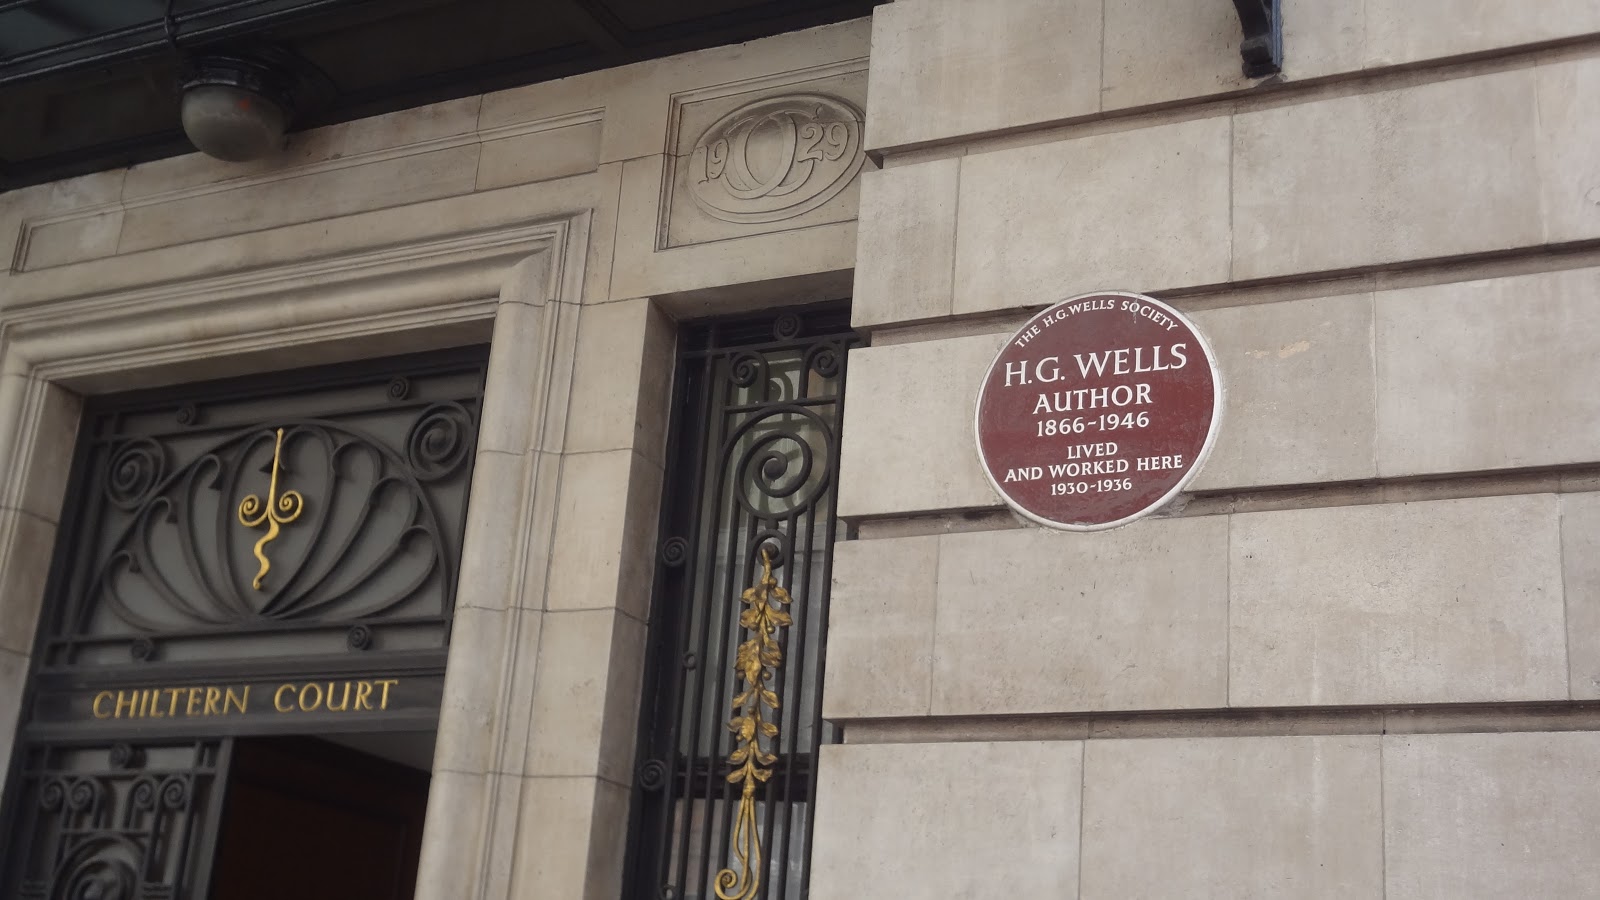 19 29
THE H.G. WELLS SOCIETY
H.G. WELLS
AUTHOR
1866-1946
LIVED
AND WORKED HERE
1930-1936
CHILTERN COURT